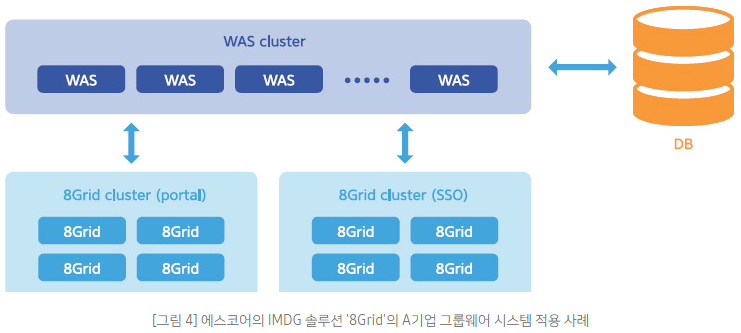 WAS cluster
WAS WAS WAS ••••• WAS
DB
8Grid cluster (portal)
8Grid 8Grid
8Grid 8Grid
8Grid cluster (SSO)
8Grid 8Grid
8Grid 8Grid
[그림 4] 에스코어의 IMDG 솔루션 '8Grid'의 A기업 그룹웨어 시스템 적용 사례